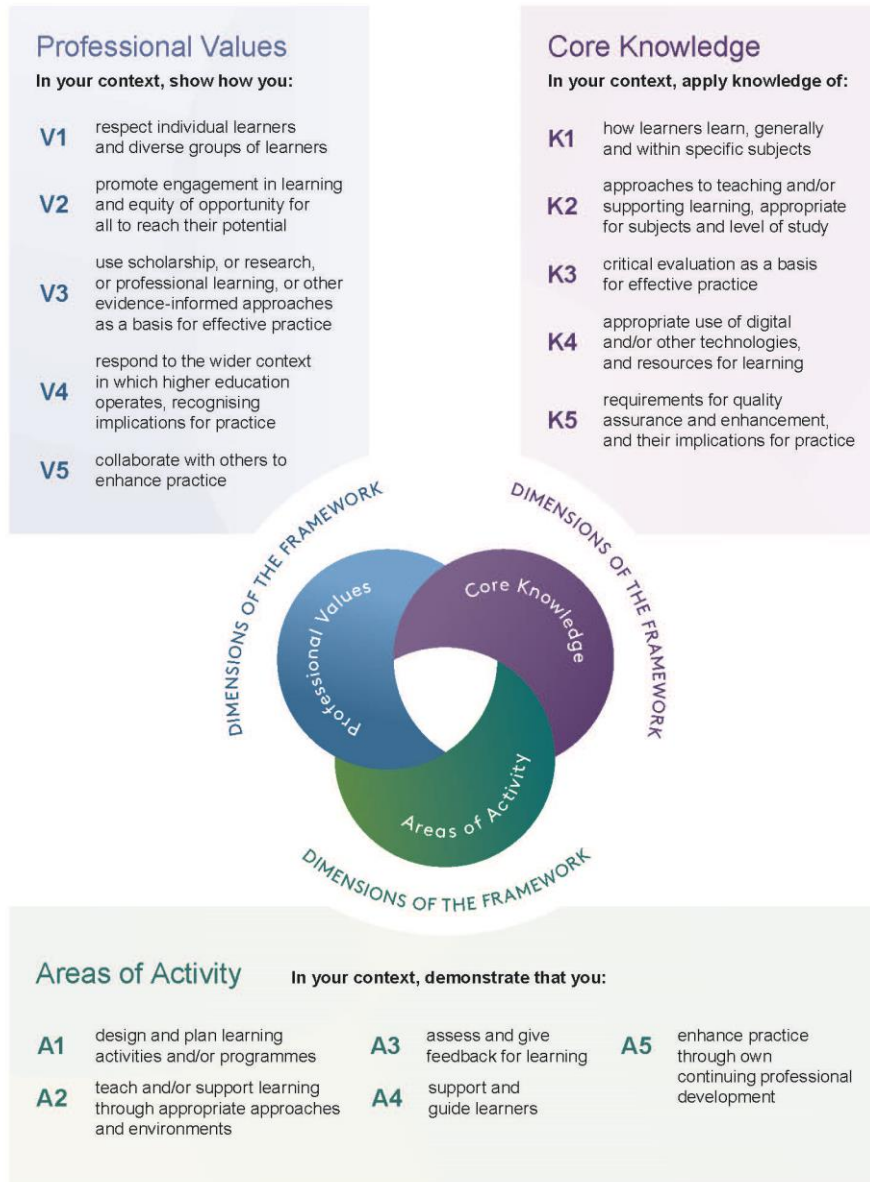 Professional Values
In your context, show how you:
V1 respect individual learners
and diverse groups of learners
V2 promote engagement in learning
and equity of opportunity for
all to reach their potential
V3 use scholarship, or research,
or professional learning, or other
evidence-informed approaches
as a basis for effective practice
V4 respond to the wider context
in which higher education
operates, recognising
implications for practice
V5 collaborate with others to
enhance practice
Core Knowledge
In your context, apply knowledge of:
K1 how learners learn, generally
and within specific subjects
K2 approaches to teaching and/or
supporting learning, appropriate
for subjects and level of study
K3 critical evaluation as a basis
for effective practice
K4 appropriate use of digital
and/or other technologies,
and resources for learning
K5 requirements for quality
assurance and enhancement,
and their implications for practice
DIMENSIONS OF THE FRAMEWORK
DIMENSIONS OF THE FRAMEWORK
Professional Values
Core Knowledge
Areas of Activity
DIMENSIONS OF THE FRAMEWORK
Areas of Activity
In your context, demonstrate that you:
A1 design and plan learning
activities and/or programmes
A2 teach and/or support learning
through appropriate approaches
and environments
A3 assess and give
feedback for learning
A4 support and
guide learners
A5 enhance practice
through own
continuing professional
development